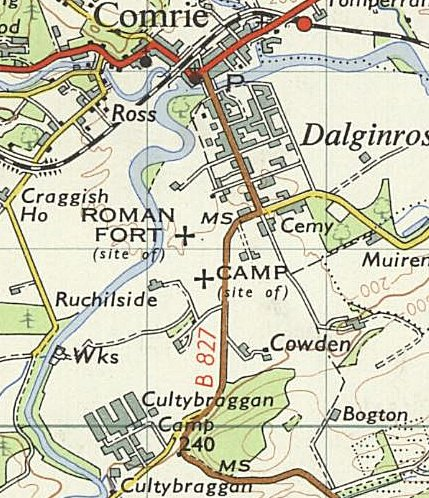 Comrie
P
Ross
Dalginros
Craggish
Ho
ROMAN
FORT
(site of)
MS
Cemy
CAMP
(site of)
Muiren
200
Ruchilside
B 827
Wks
Cowden
Cultybraggan
Camp
240
Bogton
MS
Cultybraggan